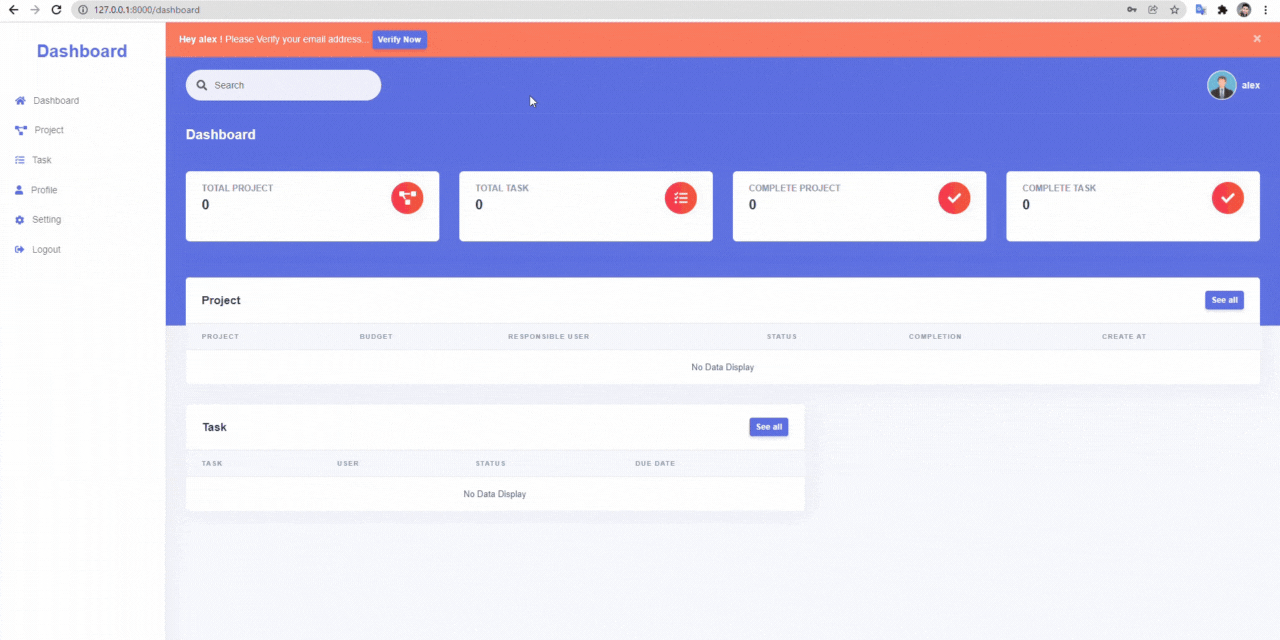 127.0.0.1:8000/dashboard
Hey alex ! Please Verify your email address... Verify Now ×
Dashboard
Search
alex
Dashboard
Project
Task
Profile
Setting
Logout
Dashboard
TOTAL PROJECT
0
TOTAL TASK
0
COMPLETE PROJECT
0
COMPLETE TASK
0
Project See all
PROJECT BUDGET RESPONSIBLE USER STATUS COMPLETION CREATE AT
No Data Display
Task See all
TASK USER STATUS DUE DATE
No Data Display